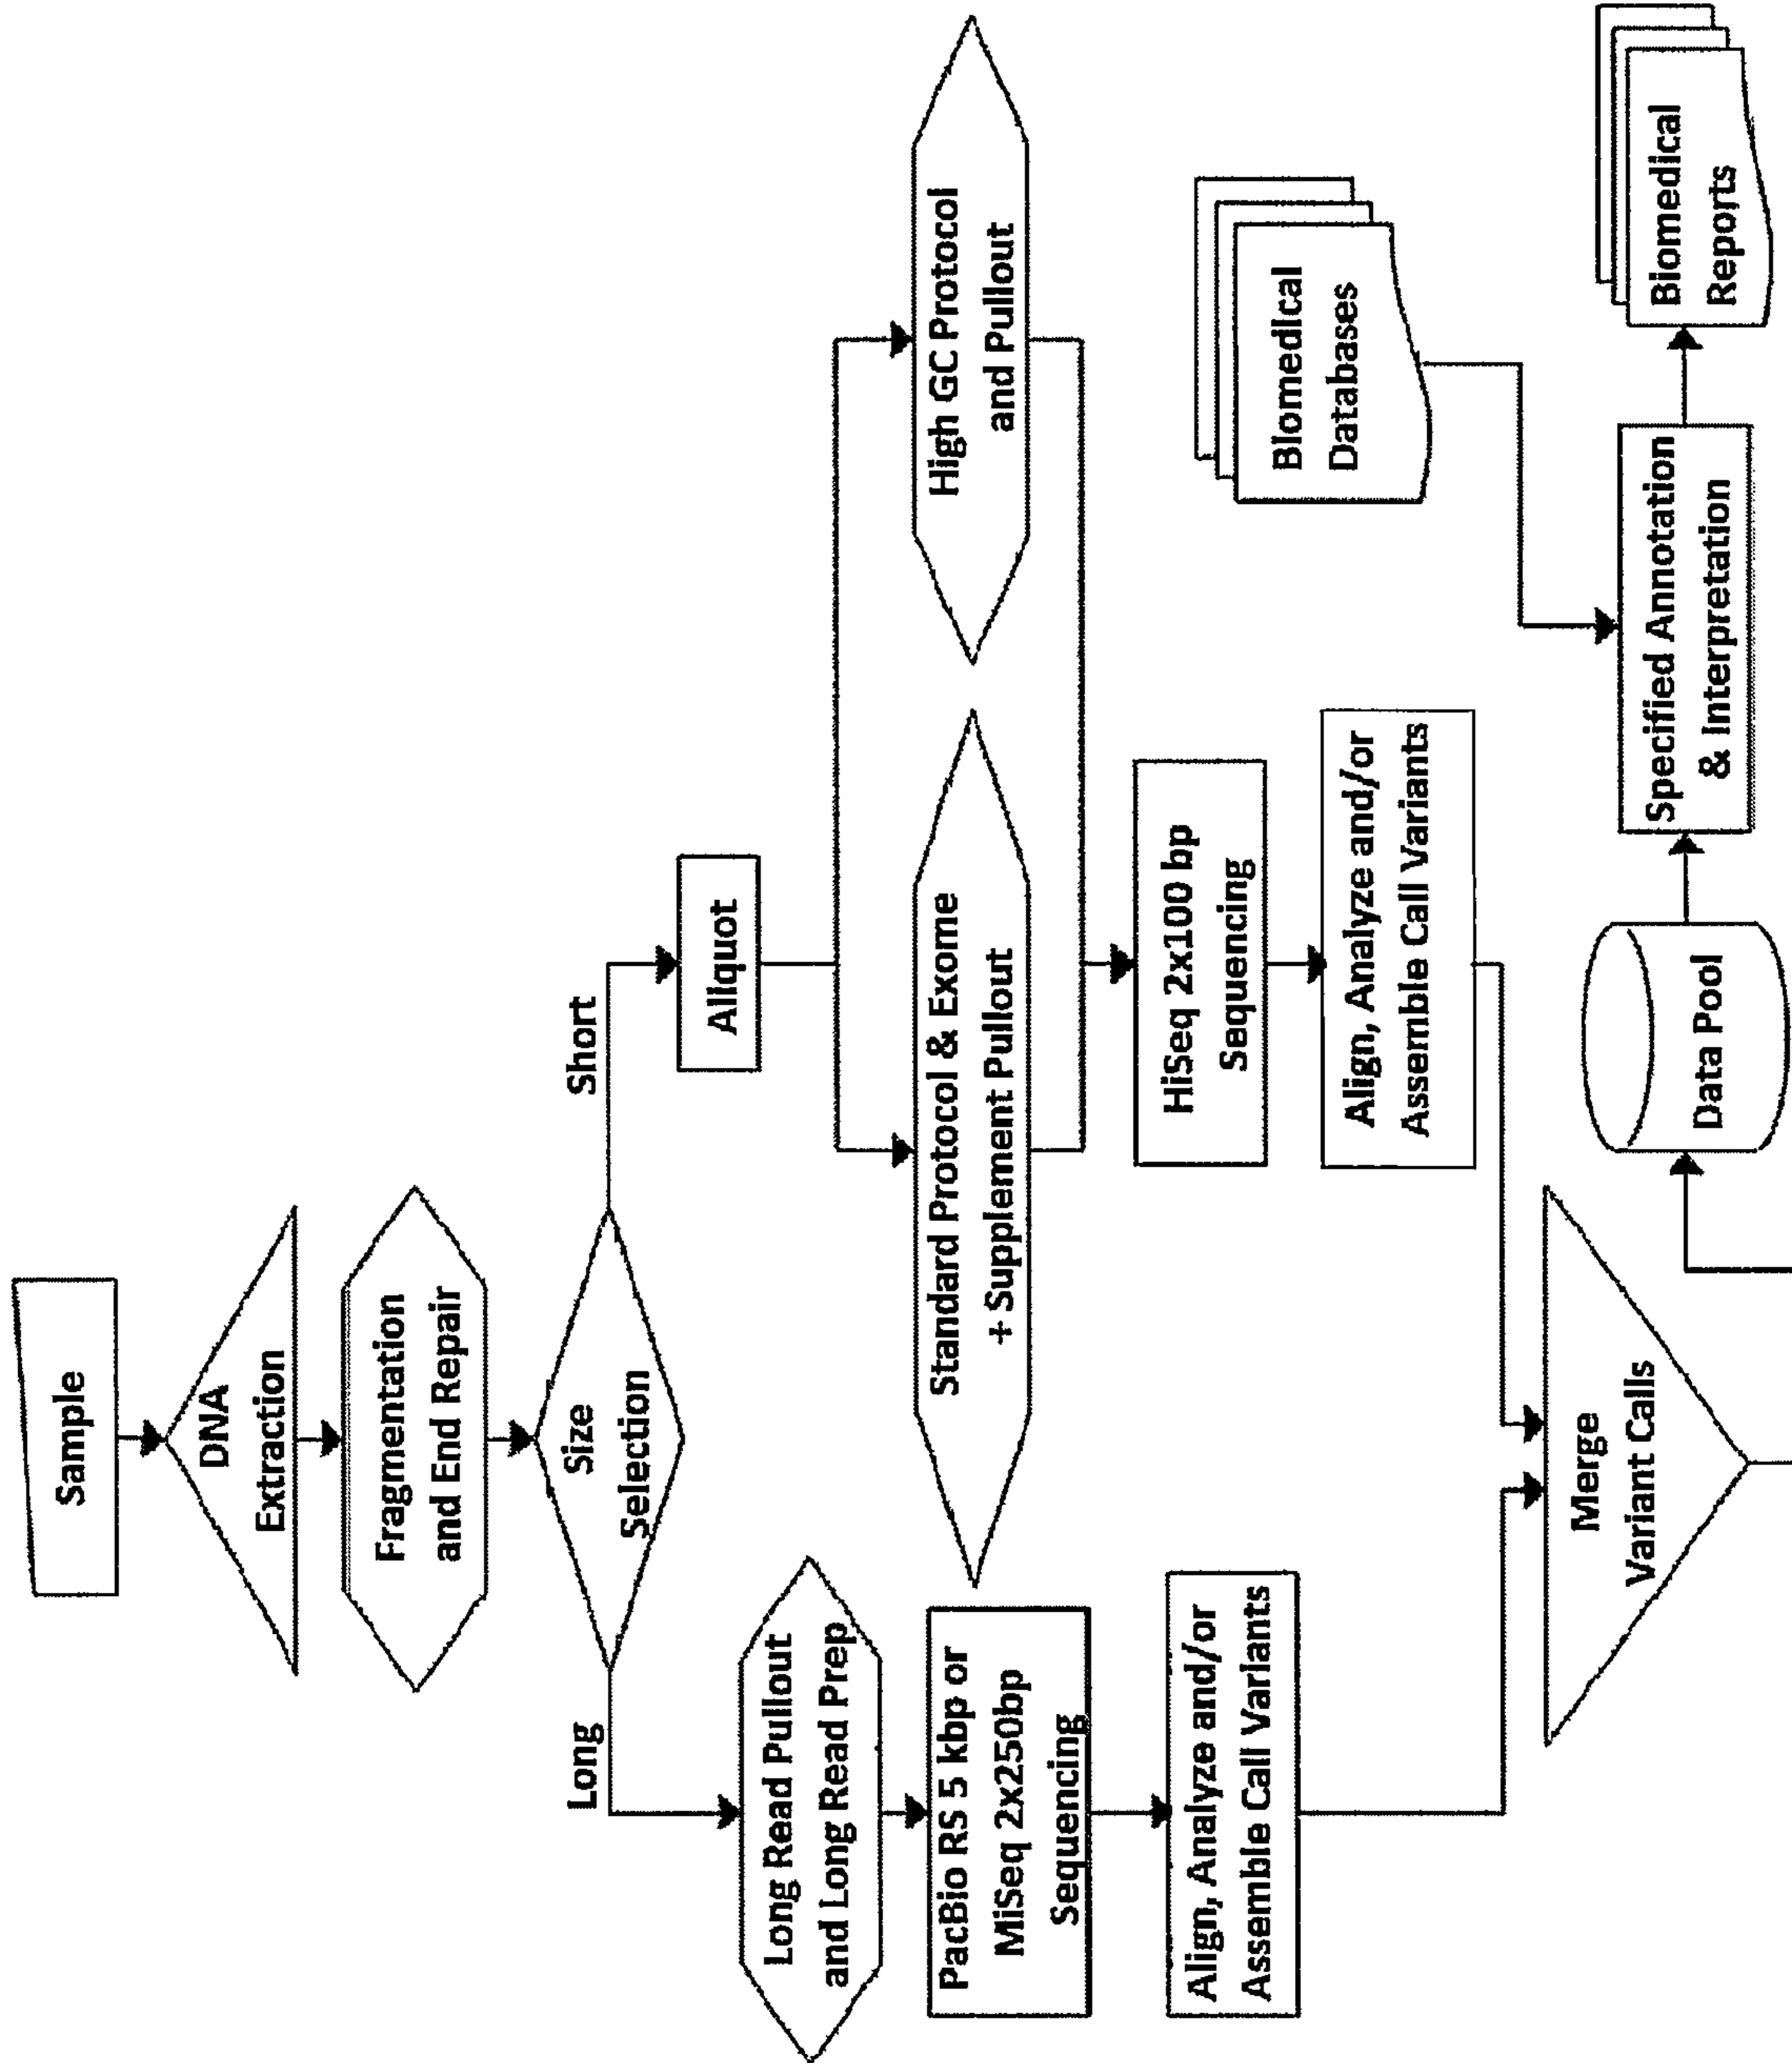 Sample
DNA
Extraction
Fragmentation
and End Repair
Size
Selection
Long
Short
Long Read Pullout
and Long Read Prep
PacBio RS 5 kbp or
MiSeq 2x250bp
Sequencing
Align, Analyze and/or
Assemble Call Variants
Aliquot
Standard Protocol & Exome
+ Supplement Pullout
High GC Protocol
and Pullout
HiSeq 2x100 bp
Sequencing
Align, Analyze and/or
Assemble Call Variants
Merge
Variant Calls
Data Pool
Biomedical
Databases
Specified Annotation
& Interpretation
Biomedical
Reports